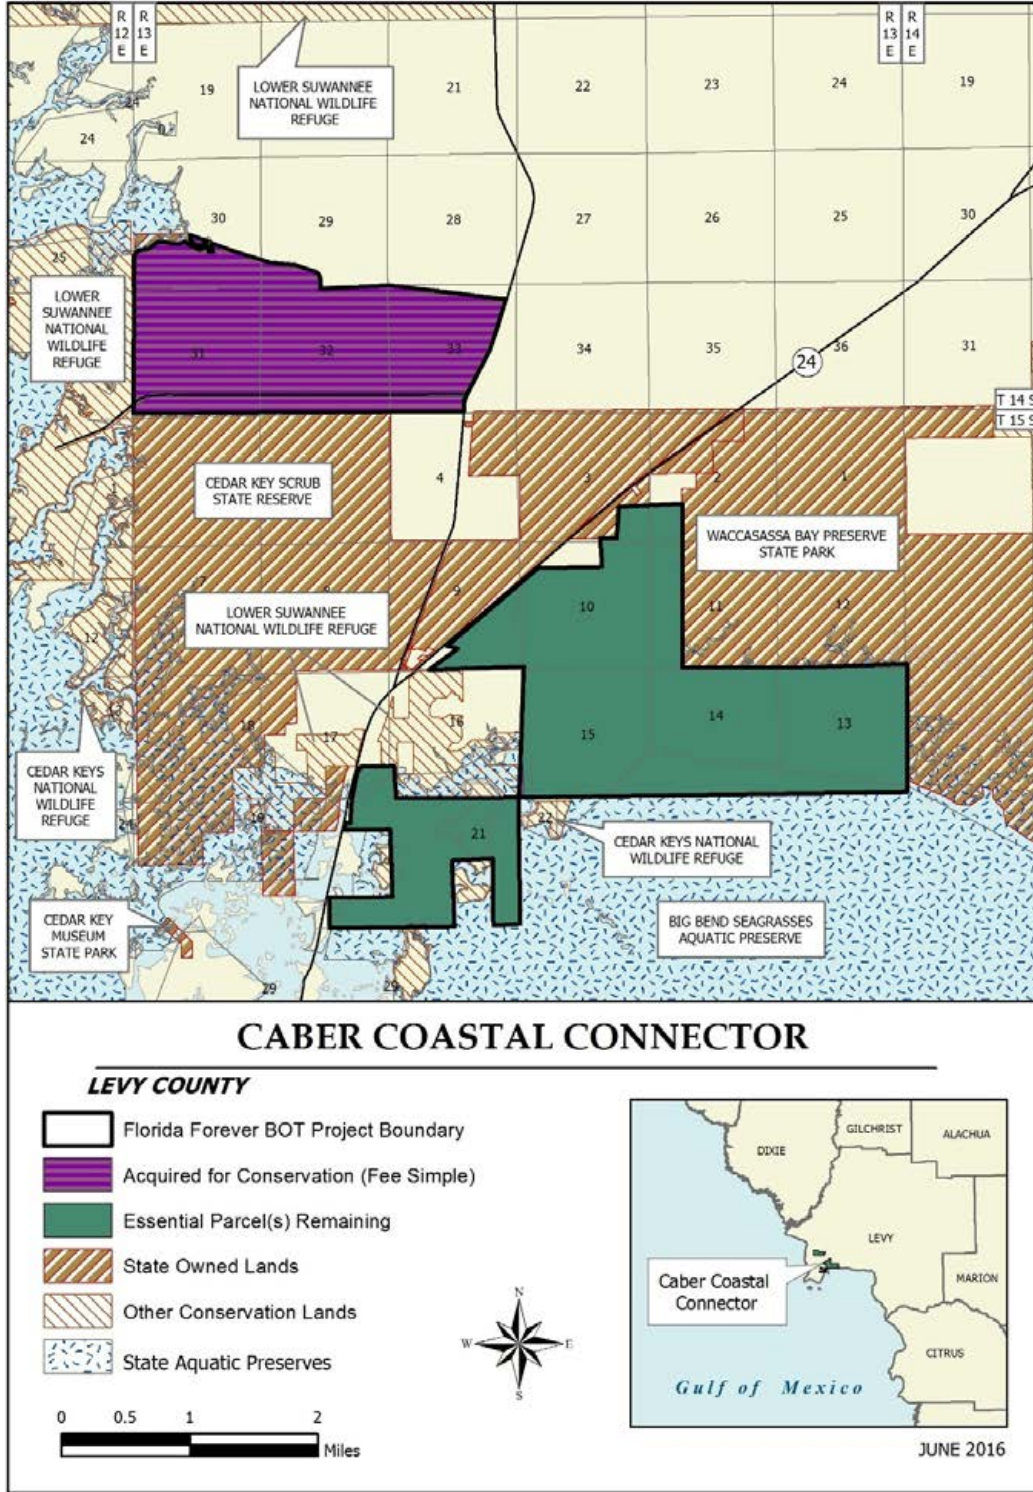 R R
12 13
E E
R R
13 14
E E
19
21
22
23
24
19
LOWER SUWANNEE
NATIONAL WILDLIFE
REFUGE
24
24
30
29
28
27
26
25
30
25
LOWER
SUWANNEE
NATIONAL
WILDLIFE
REFUGE
31
32
33
34
35
36
31
24
T 14 S
T 15 S
CEDAR KEY SCRUB
STATE RESERVE
4
3
2
1
1
WACCASASSA BAY PRESERVE
STATE PARK
7
8
9
10
11
12
LOWER SUWANNEE
NATIONAL WILDLIFE REFUGE
12
13
18
17
16
15
14
13
CEDAR KEYS
NATIONAL
WILDLIFE
REFUGE
24
19
21
22
CEDAR KEYS NATIONAL
WILDLIFE REFUGE
CEDAR KEY
MUSEUM
STATE PARK
BIG BEND SEAGRASSES
AQUATIC PRESERVE
29
29
CABER COASTAL CONNECTOR
LEVY COUNTY
Florida Forever BOT Project Boundary
Acquired for Conservation (Fee Simple)
Essential Parcel(s) Remaining
State Owned Lands
Other Conservation Lands
State Aquatic Preserves
0 0.5 1 2
Miles
N
W E
S
DIXIE
GILCHRIST
ALACHUA
LEVY
MARION
CITRUS
Caber Coastal
Connector
Gulf of Mexico
JUNE 2016